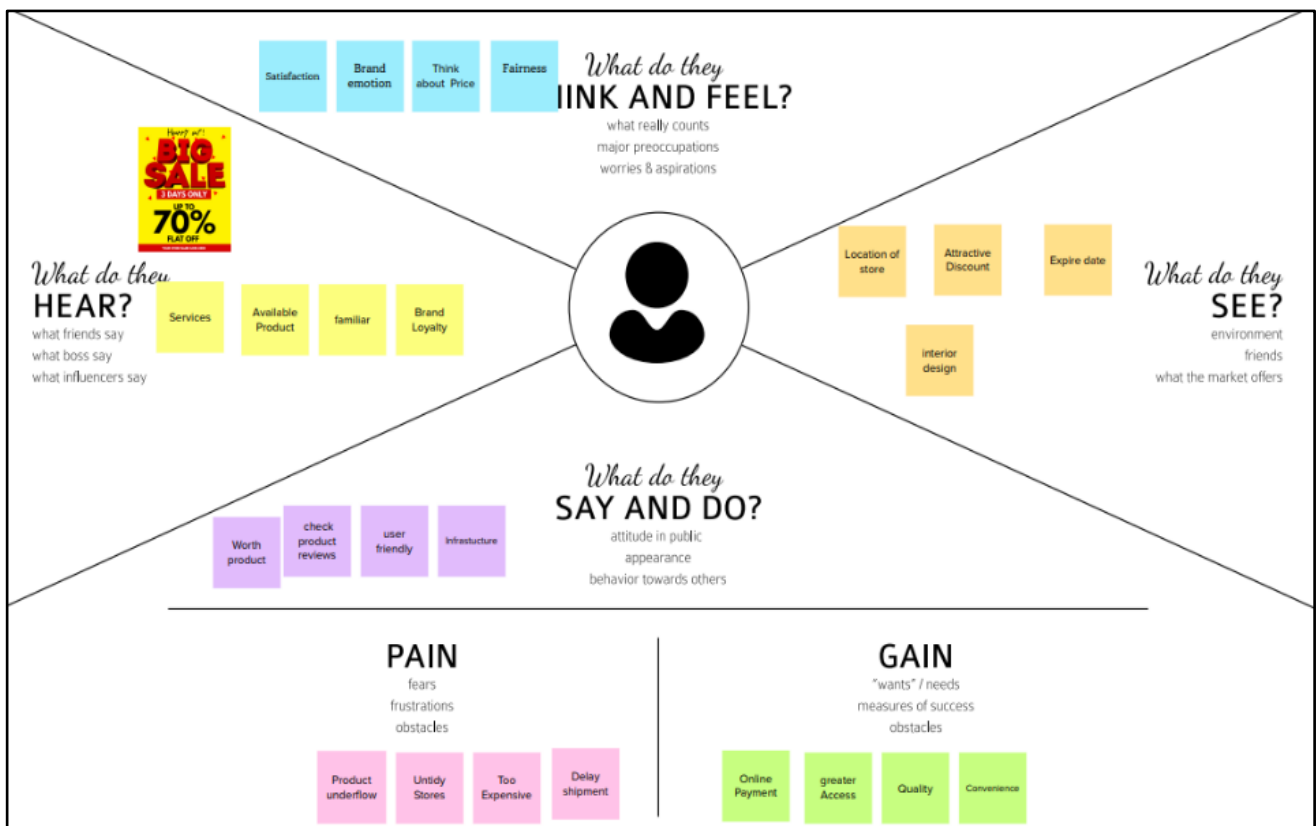 Satisfaction
Brand
emotion
Think
about Price
Fairness
What do they
IINK AND FEEL?
what really counts
major preoccupations
worries & aspirations
BIG
SALE
3 DAYS ONLY
UP TO
70%
FLAT OFF
What do they
HEAR?
what friends say
what boss say
what influencers say
Services
Available
Product
familiar
Brand
Loyalty
Location of
store
Attractive
Discount
Expire date
interior
design
What do they
SEE?
environment
friends
what the market offers
What do they
SAY AND DO?
attitude in public
appearance
behavior towards others
Worth
product
check
product
reviews
user
friendly
Infrastucture
PAIN
fears
frustrations
obstacles
Product
underflow
Untidy
Stores
Too
Expensive
Delay
shipment
GAIN
"wants" / needs
measures of success
obstacles
Online
Payment
greater
Access
Quality
Convenience